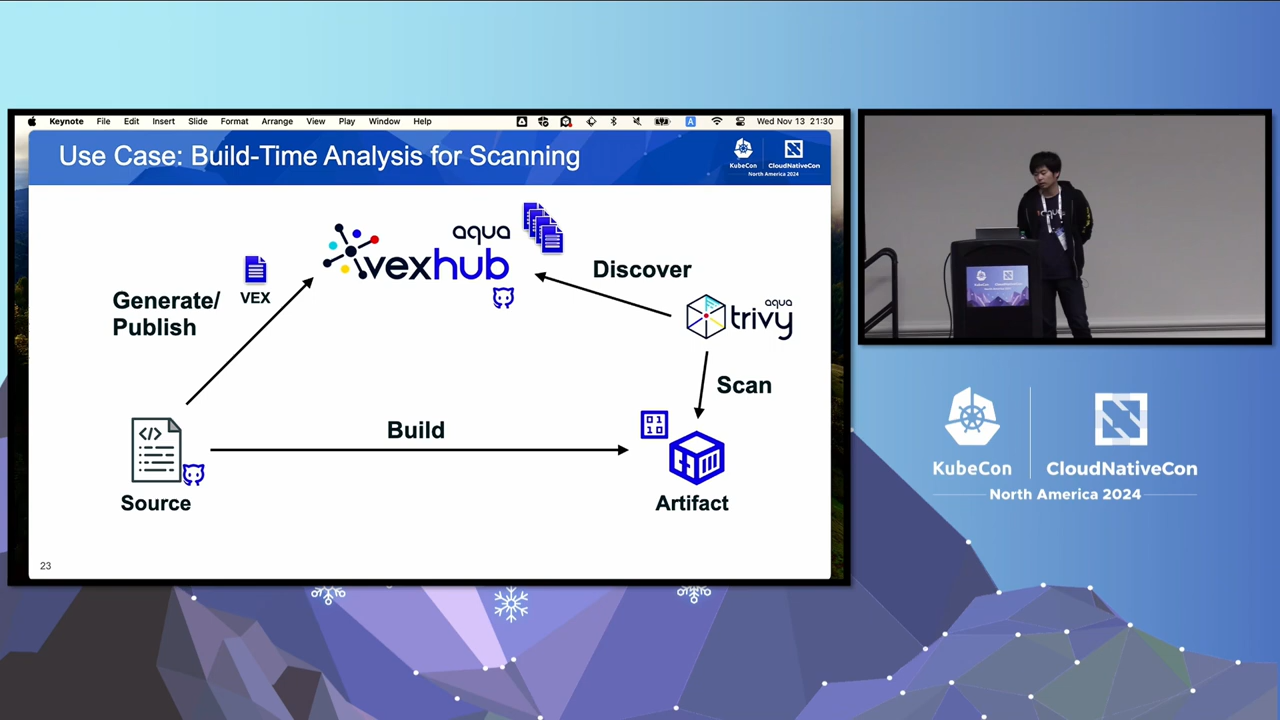 Keynote File Edit Insert Slide Format Arrange View Play Window Help
A Wed Nov 13 21:30
Use Case: Build-Time Analysis for Scanning
KubeCon CloudNativeCon
North America 2024
aqua
vexhub
Discover
VEX
Generate/
Publish
aqua
trivy
Scan
01
10
Build
</>
Source
Artifact
23
KubeCon CloudNativeCon
North America 2024